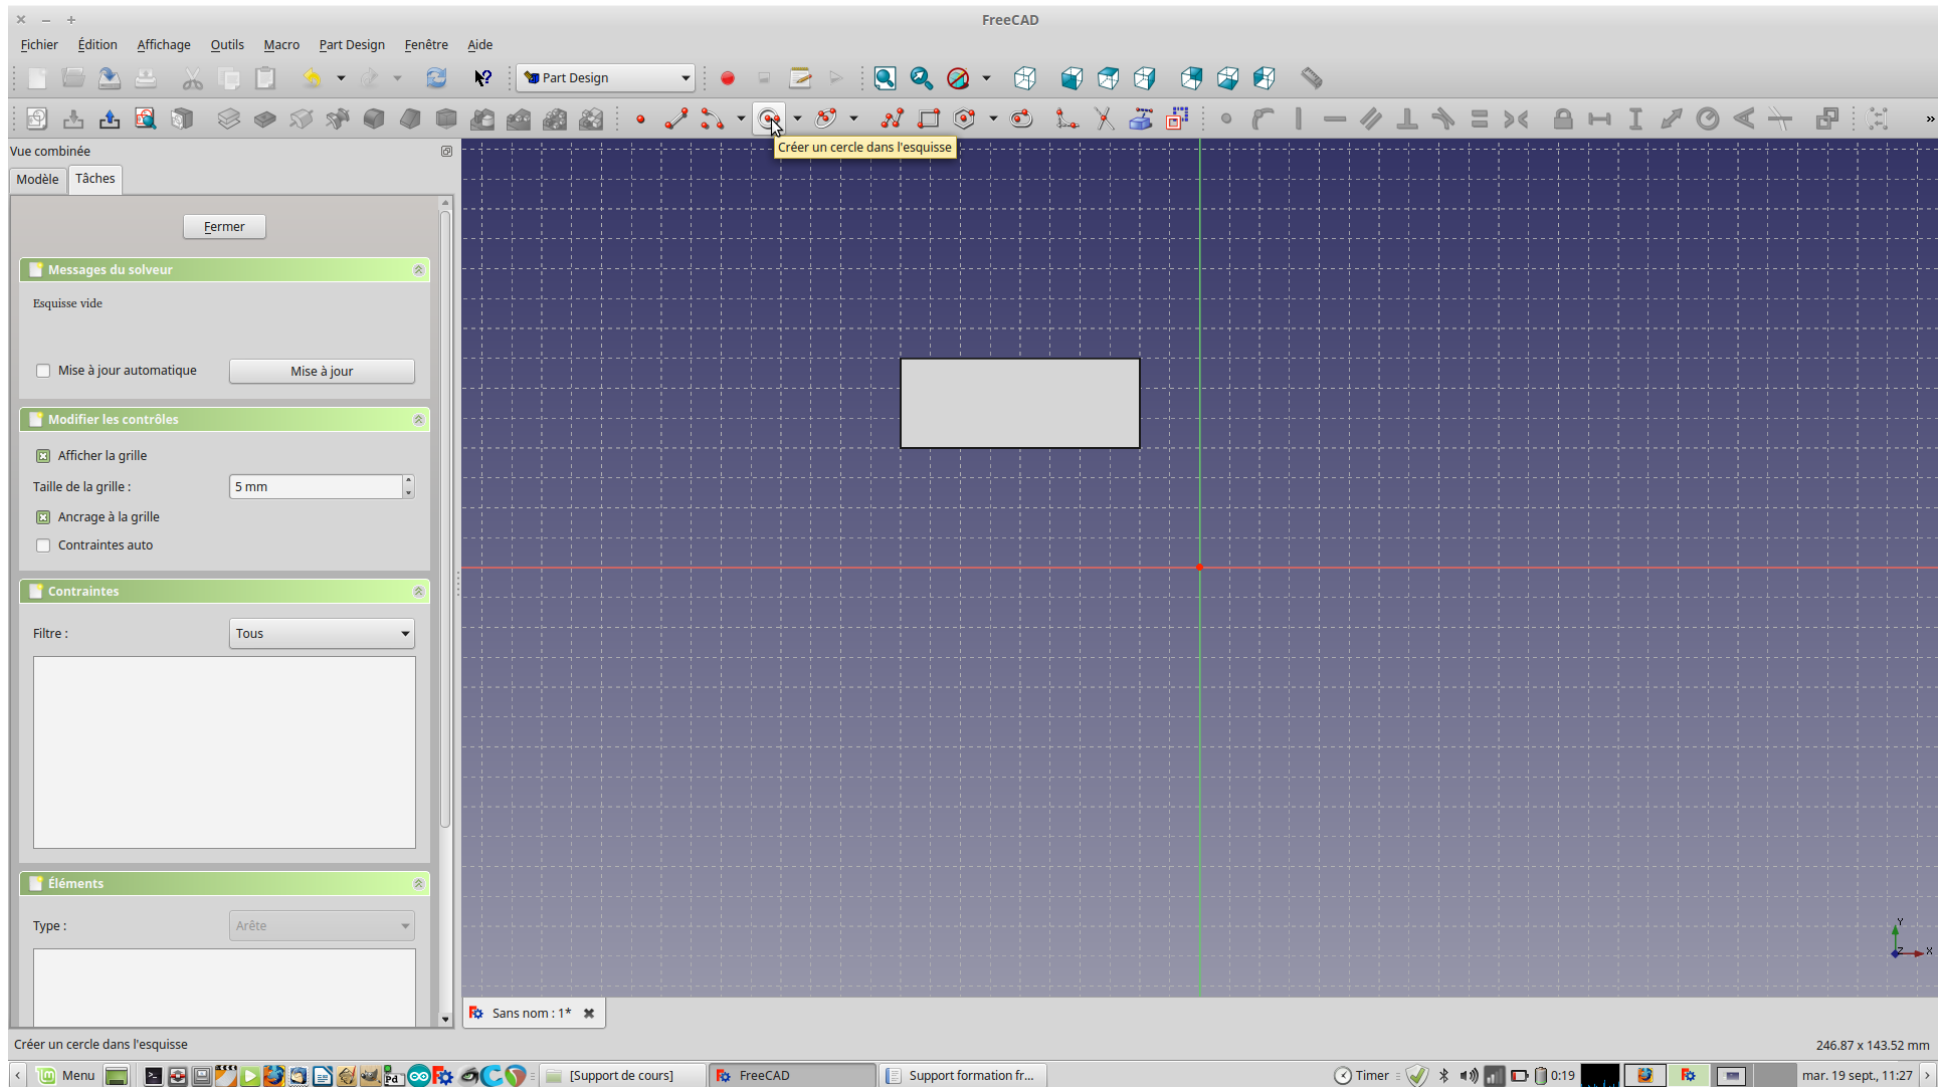 FreeCAD
Fichier Édition Affichage Outils Macro Part Design Fenêtre Aide
Part Design
Créer un cercle dans l'esquisse
Vue combinée
Modèle Tâches
Fermer
Messages du solveur
Esquisse vide
Mise à jour automatique Mise à jour
Modifier les contrôles
Afficher la grille
Taille de la grille : 5 mm
Ancrage à la grille
Contraintes auto
Contraintes
Filtre : Tous
Éléments
Type : Arête
Y
Z X
Sans nom : 1*
Créer un cercle dans l'esquisse 246.87 x 143.52 mm
Menu Pd [Support de cours] FreeCAD Support formation fr... Timer 0:19 mar. 19 sept., 11:27